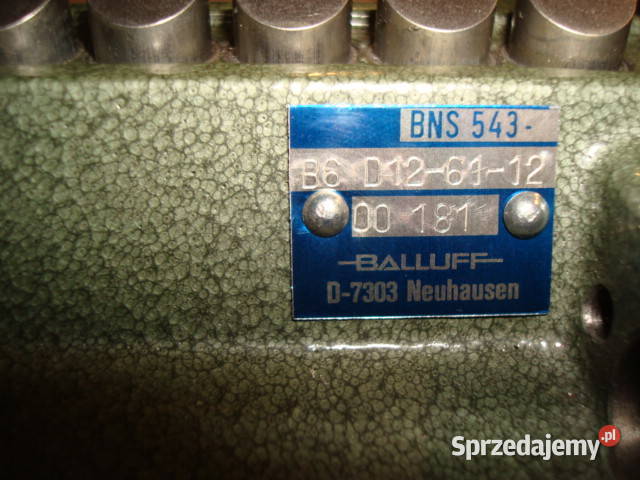 BNS 543-
B6 D12-61-12
00 181
BALLUFF
D-7303 Neuhausen
Sprzedajemy.pl